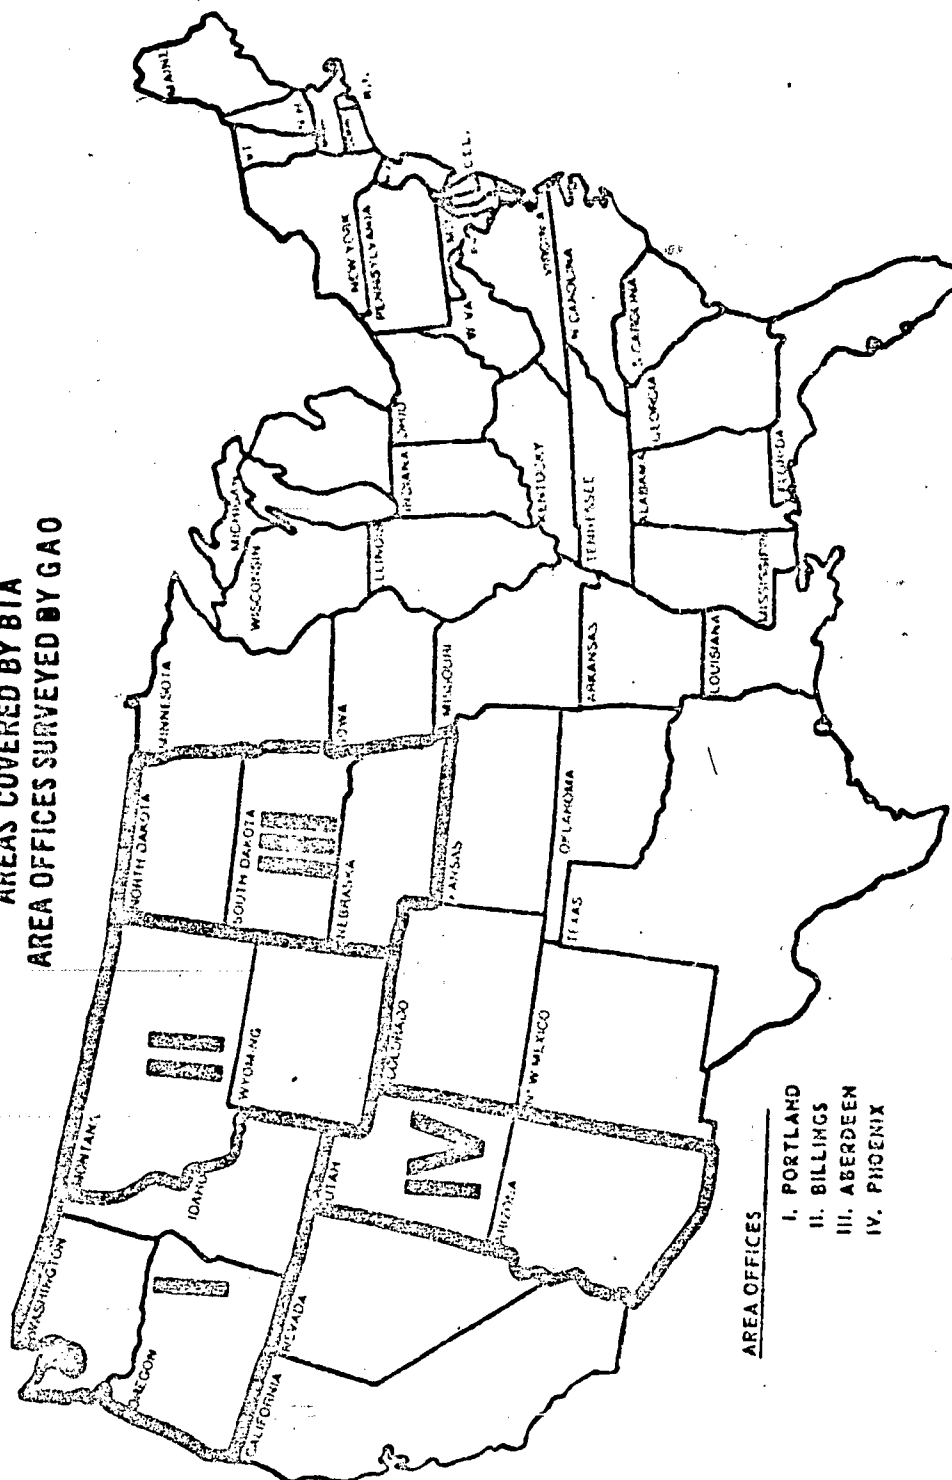 AREAS COVERED BY BIA
AREA OFFICES SURVEYED BY GAO
WASHINGTON
OREGON
CALIFORNIA
NEVADA
IDAHO
MONTANA
WYOMING
UTAH
ARIZONA
COLORADO
NEW MEXICO
NORTH DAKOTA
SOUTH DAKOTA
NEBRASKA
KANSAS
OKLAHOMA
TEXAS
MINNESOTA
IOWA
MISSOURI
ARKANSAS
LOUISIANA
WISCONSIN
ILLINOIS
MICHIGAN
INDIANA
OHIO
KENTUCKY
TENNESSEE
MISSISSIPPI
ALABAMA
GEORGIA
FLORIDA
S. CAROLINA
N CAROLINA
VIRGINIA
W VA
PENNSYLVANIA
NEW YORK
VT
N H
MAINE
R.I.
DEL.
I
II
III
IV
AREA OFFICES
I. PORTLAND
II. BILLINGS
III. ABERDEEN
IV. PHOENIX